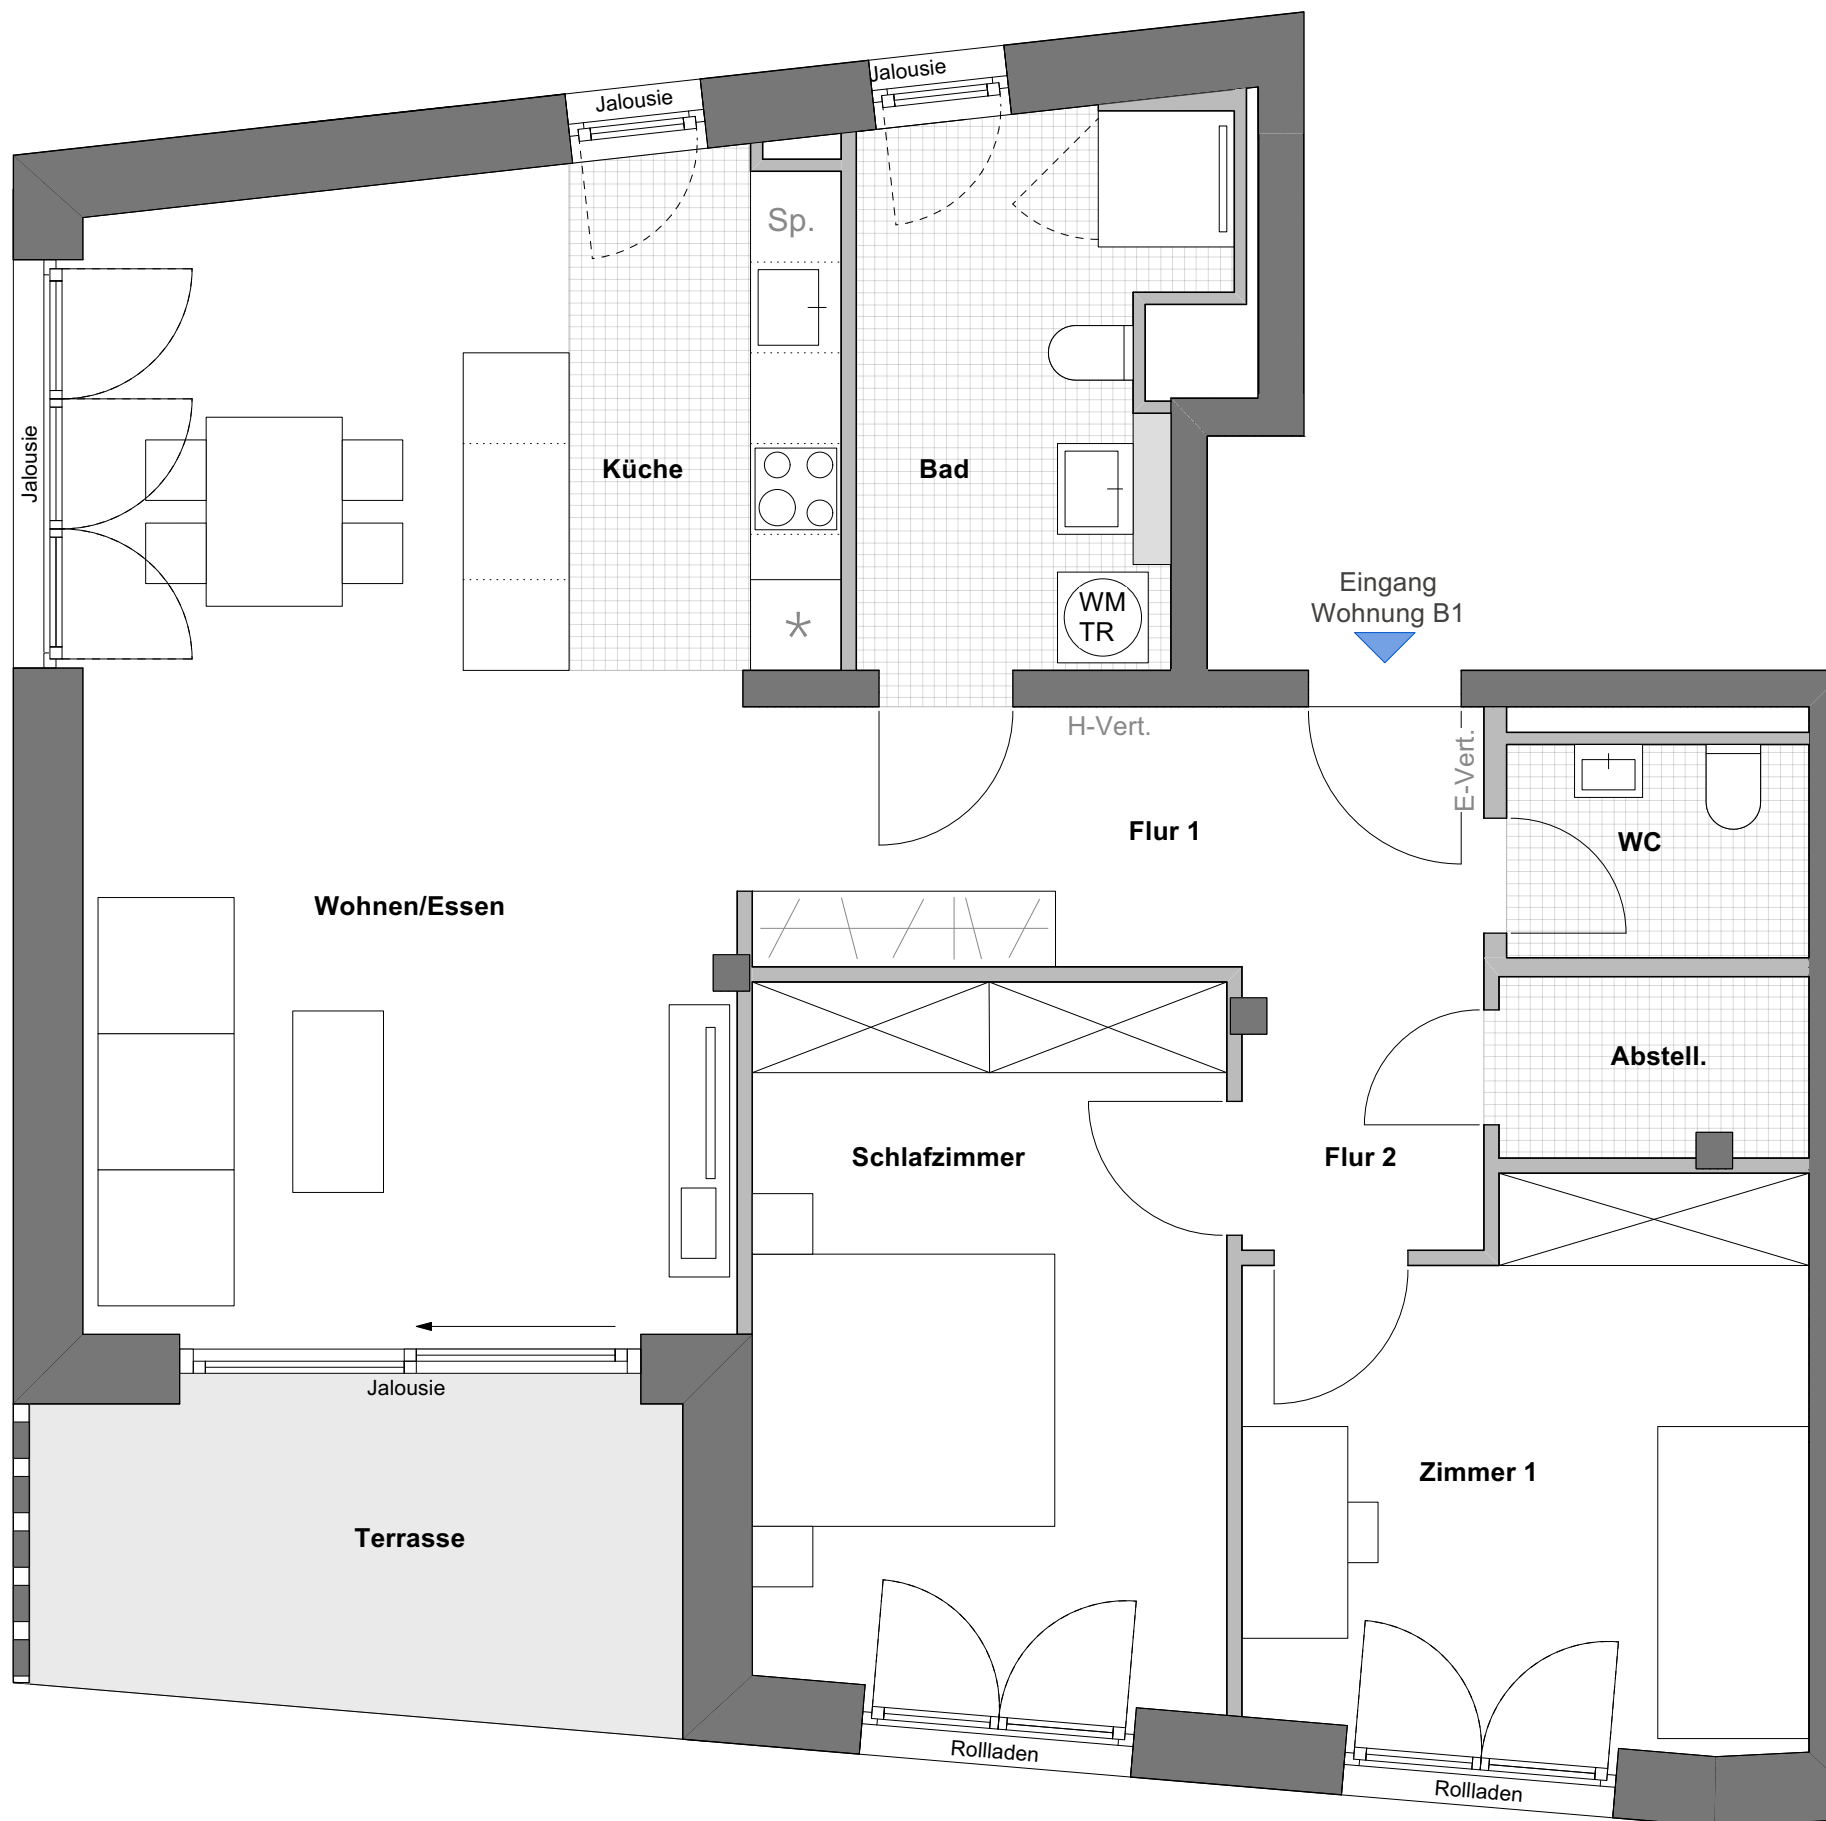 Jalousie
Jalousie
Sp.
Jalousie
Küche
Bad
WM
TR
Eingang
Wohnung B1
H-Vert.
E-Vert.
Flur 1
WC
Wohnen/Essen
Abstell.
Schlafzimmer
Flur 2
Jalousie
Zimmer 1
Terrasse
Rollladen
Rollladen